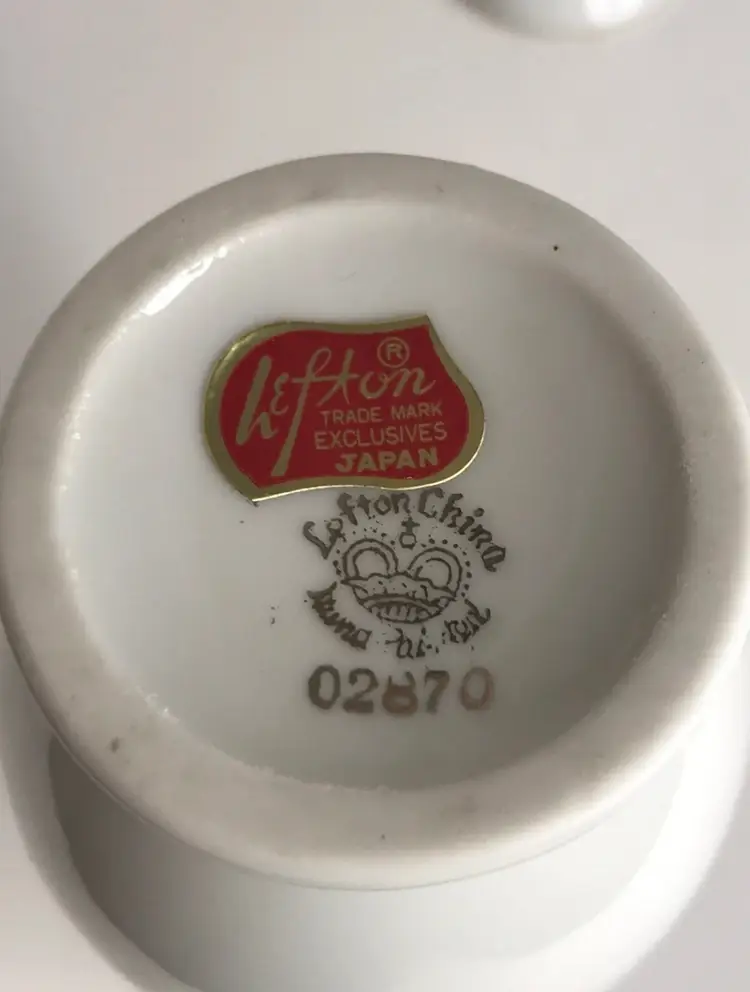 Lefton ®
TRADE MARK
EXCLUSIVES
JAPAN
Lefton China
02870